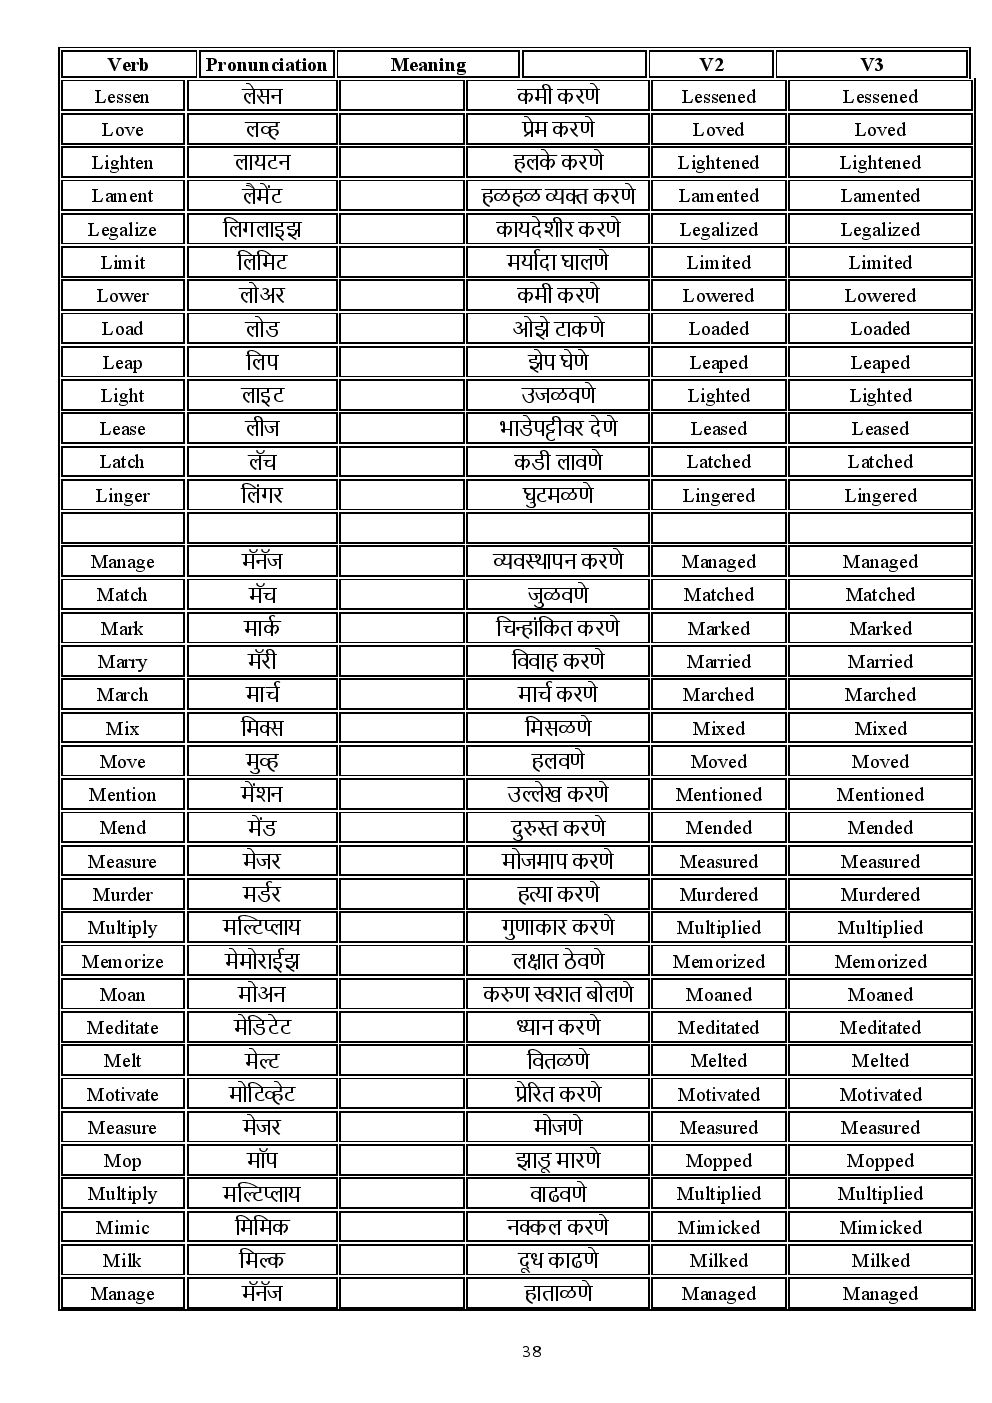 Verb Pronunciation Meaning V2 V3
Lessen लेसन कमी करणे Lessened Lessened
Love लव्ह प्रेम करणे Loved Loved
Lighten लायटन हलके करणे Lightened Lightened
Lament लैमेंट हळहळ व्यक्त करणे Lamented Lamented
Legalize लिगलाइझ कायदेशीर करणे Legalized Legalized
Limit लिमिट मर्यादा घालणे Limited Limited
Lower लोअर कमी करणे Lowered Lowered
Load लोड ओझे टाकणे Loaded Loaded
Leap लिप झेप घेणे Leaped Leaped
Light लाइट उजळवणे Lighted Lighted
Lease लीज भाडेपट्टीवर देणे Leased Leased
Latch लॅच कडी लावणे Latched Latched
Linger लिंगर घुटमळणे Lingered Lingered
Manage मॅनॅज व्यवस्थापन करणे Managed Managed
Match मॅच जुळवणे Matched Matched
Mark मार्क चिन्हांकित करणे Marked Marked
Marry मॅरी विवाह करणे Married Married
March मार्च मार्च करणे Marched Marched
Mix मिक्स मिसळणे Mixed Mixed
Move मुव्ह हलवणे Moved Moved
Mention मेंशन उल्लेख करणे Mentioned Mentioned
Mend मेंड दुरुस्त करणे Mended Mended
Measure मेजर मोजमाप करणे Measured Measured
Murder मर्डर हत्या करणे Murdered Murdered
Multiply मल्टिप्लाय गुणाकार करणे Multiplied Multiplied
Memorize मेमोराईझ लक्षात ठेवणे Memorized Memorized
Moan मोअन करुण स्वरात बोलणे Moaned Moaned
Meditate मेडिटेट ध्यान करणे Meditated Meditated
Melt मेल्ट वितळणे Melted Melted
Motivate मोटिव्हेट प्रेरित करणे Motivated Motivated
Measure मेजर मोजणे Measured Measured
Mop मॉप झाडू मारणे Mopped Mopped
Multiply मल्टिप्लाय वाढवणे Multiplied Multiplied
Mimic मिमिक नक्कल करणे Mimicked Mimicked
Milk मिल्क दूध काढणे Milked Milked
Manage मॅनॅज हाताळणे Managed Managed
38